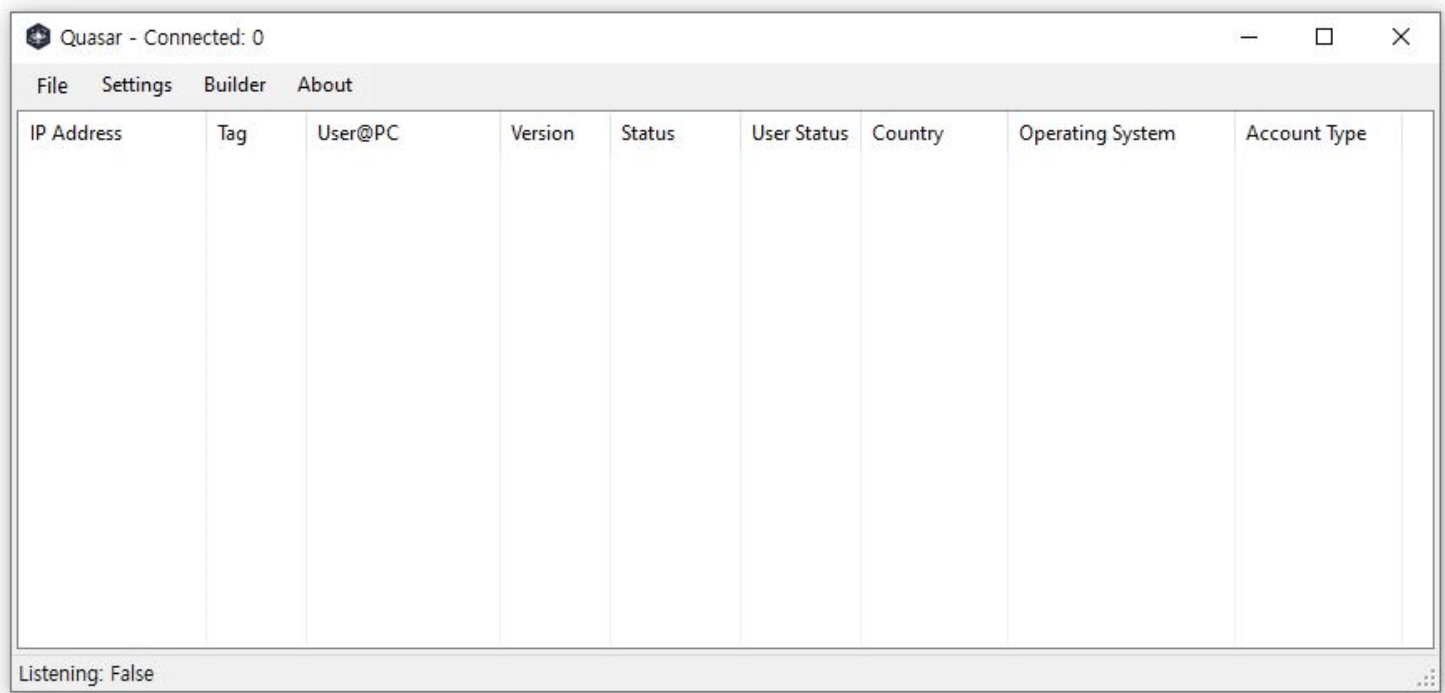 Quasar - Connected: 0
File Settings Builder About
IP Address Tag User@PC Version Status User Status Country Operating System Account Type
Listening: False